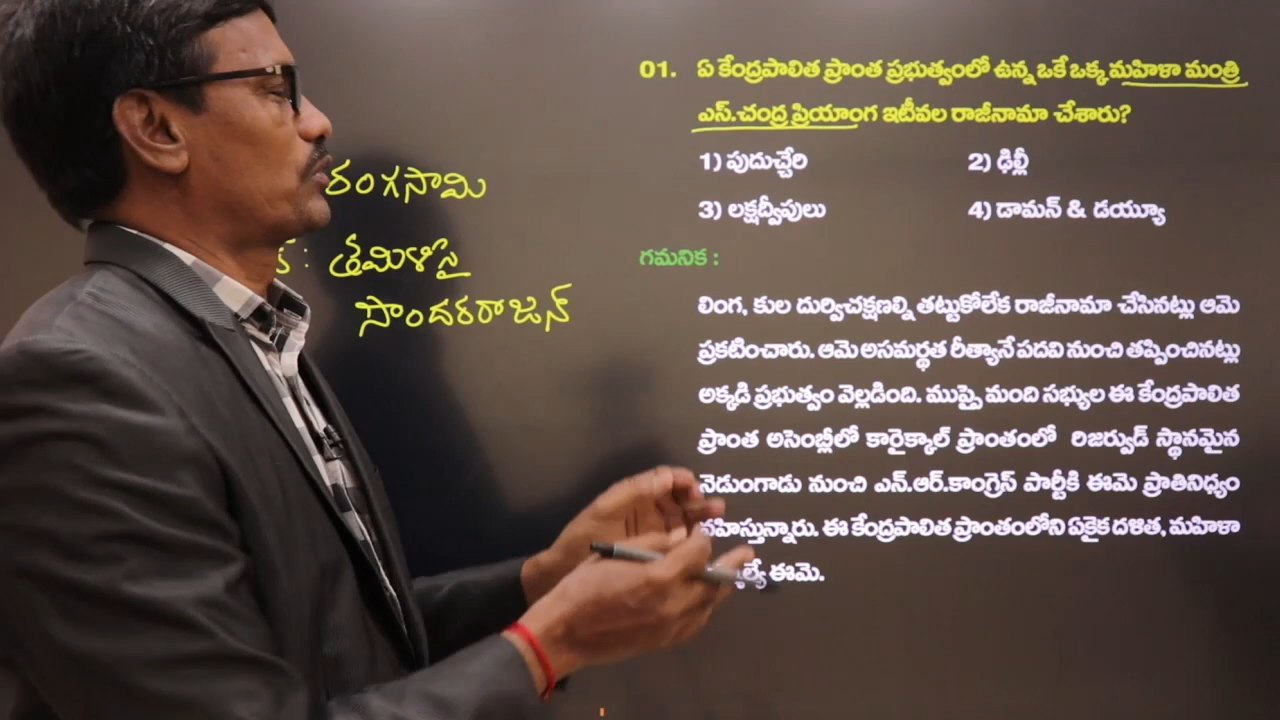 01. ఏ కేంద్రపాలిత ప్రాంత ప్రభుత్వంలో ఉన్న ఒకే ఒక్క మహిళా మంత్రి
ఎస్.చంద్ర ప్రియాంగ ఇటీవల రాజీనామా చేశారు?
1) పుదుచ్చేరి 2) ఢిల్లీ
3) లక్షద్వీపులు 4) డామన్ & డయ్యూ
గమనిక :
లింగ, కుల దుర్విచక్షణల్ని తట్టుకోలేక రాజీనామా చేసినట్లు ఆమె
ప్రకటించారు. ఆమె అసమర్థత రీత్యానే పదవి నుంచి తప్పించినట్లు
అక్కడి ప్రభుత్వం వెల్లడింది. ముప్పై మంది సభ్యుల ఈ కేంద్రపాలిత
ప్రాంత అసెంబ్లీలో కారైక్కాల్ ప్రాంతంలో రిజర్వుడ్ స్థానమైన
నెడుంగాడు నుంచి ఎన్.ఆర్.కాంగ్రెస్ పార్టీకి ఈమె ప్రాతినిధ్యం
వహిస్తున్నారు. ఈ కేంద్రపాలిత ప్రాంతంలోని ఏకైక దళిత, మహిళా
ఈమె.
రంగసామి
: త్రమిళిసై
సౌందరరాజన్